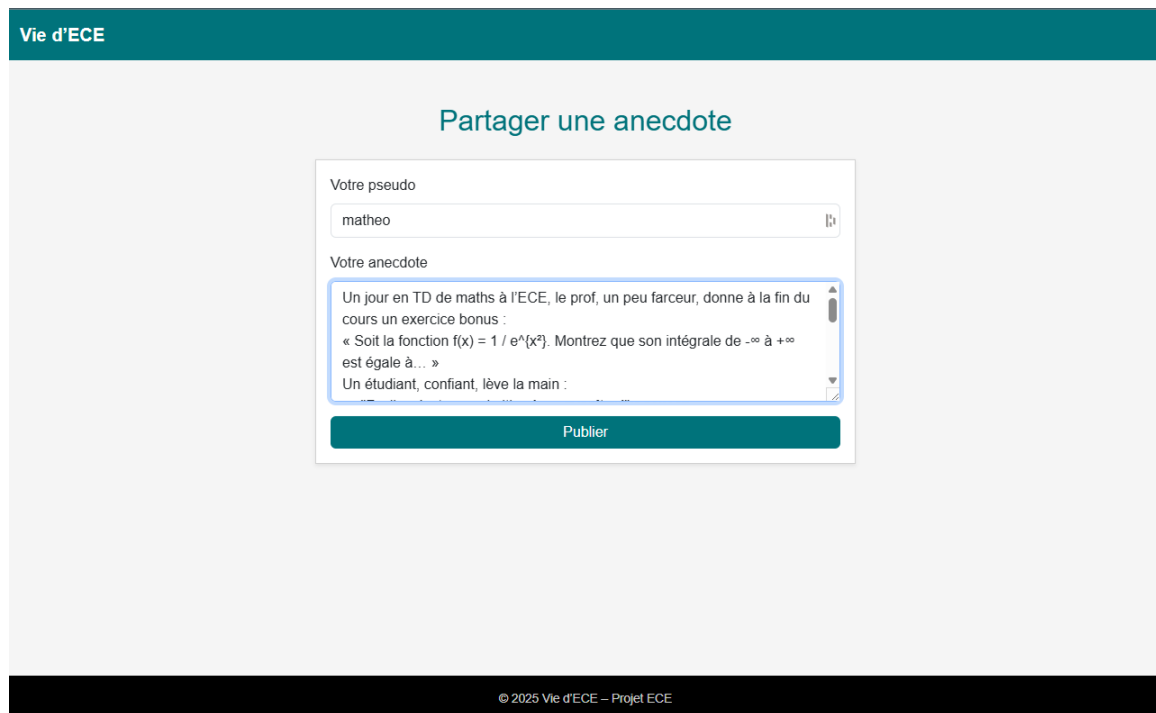 Vie d’ECE
Partager une anecdote
Votre pseudo
matheo
Votre anecdote
Un jour en TD de maths à l’ECE, le prof, un peu farceur, donne à la fin du
cours un exercice bonus :
« Soit la fonction f(x) = 1 / e^{x²}. Montrez que son intégrale de -∞ à +∞
est égale à… »
Un étudiant, confiant, lève la main :
Publier
© 2025 Vie d'ECE – Projet ECE